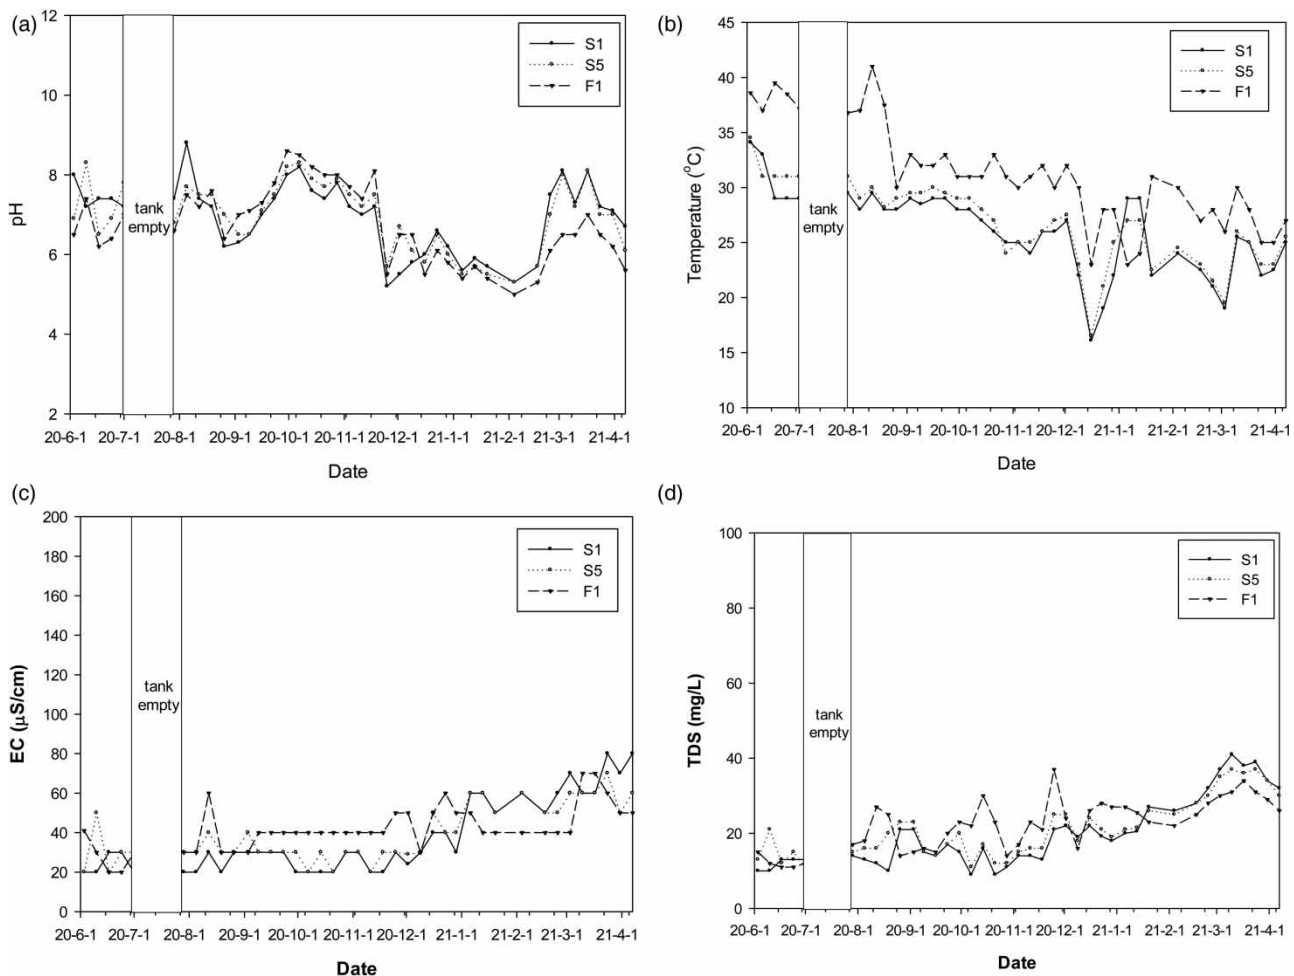 (a)
12
10
8
6
4
2
pH
S1
S5
F1
tank
empty
20-6-1 20-7-1 20-8-1 20-9-1 20-10-1 20-11-1 20-12-1 21-1-1 21-2-1 21-3-1 21-4-1
Date
(b)
45
40
35
30
25
20
15
10
Temperature (°C)
S1
S5
F1
tank
empty
20-6-1 20-7-1 20-8-1 20-9-1 20-10-1 20-11-1 20-12-1 21-1-1 21-2-1 21-3-1 21-4-1
Date
(c)
200
180
160
140
120
100
80
60
40
20
0
EC (µS/cm)
S1
S5
F1
tank
empty
20-6-1 20-7-1 20-8-1 20-9-1 20-10-1 20-11-1 20-12-1 21-1-1 21-2-1 21-3-1 21-4-1
Date
(d)
100
80
60
40
20
0
TDS (mg/L)
S1
S5
F1
tank
empty
20-6-1 20-7-1 20-8-1 20-9-1 20-10-1 20-11-1 20-12-1 21-1-1 21-2-1 21-3-1 21-4-1
Date